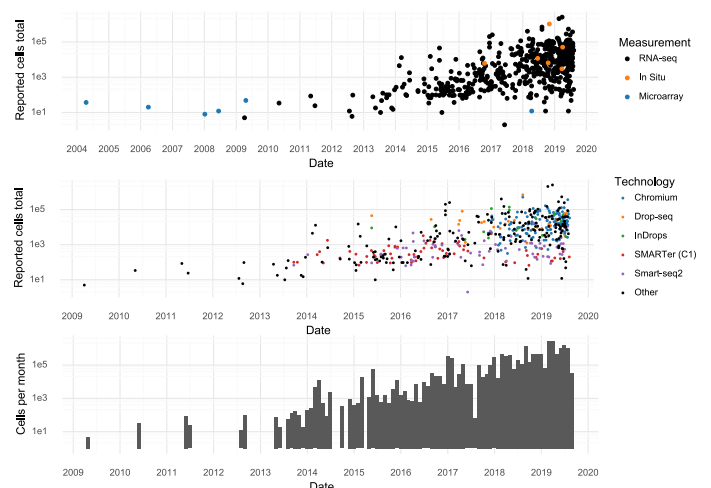 Reported cells total
1e5
1e3
1e1
2004 2005 2006 2007 2008 2009 2010 2011 2012 2013 2014 2015 2016 2017 2018 2019 2020
Date
Measurement
RNA-seq
In Situ
Microarray
Reported cells total
1e5
1e3
1e1
2009 2010 2011 2012 2013 2014 2015 2016 2017 2018 2019 2020
Date
Technology
Chromium
Drop-seq
InDrops
SMARTer (C1)
Smart-seq2
Other
Cells per month
1e5
1e3
1e1
2009 2010 2011 2012 2013 2014 2015 2016 2017 2018 2019 2020
Date